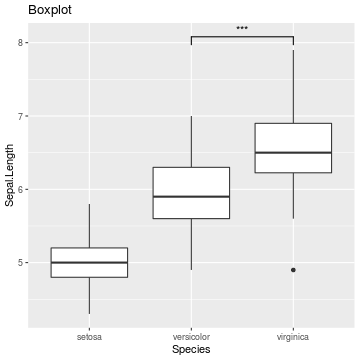 Boxplot
***
8
7
6
5
Sepal.Length
setosa versicolor virginica
Species